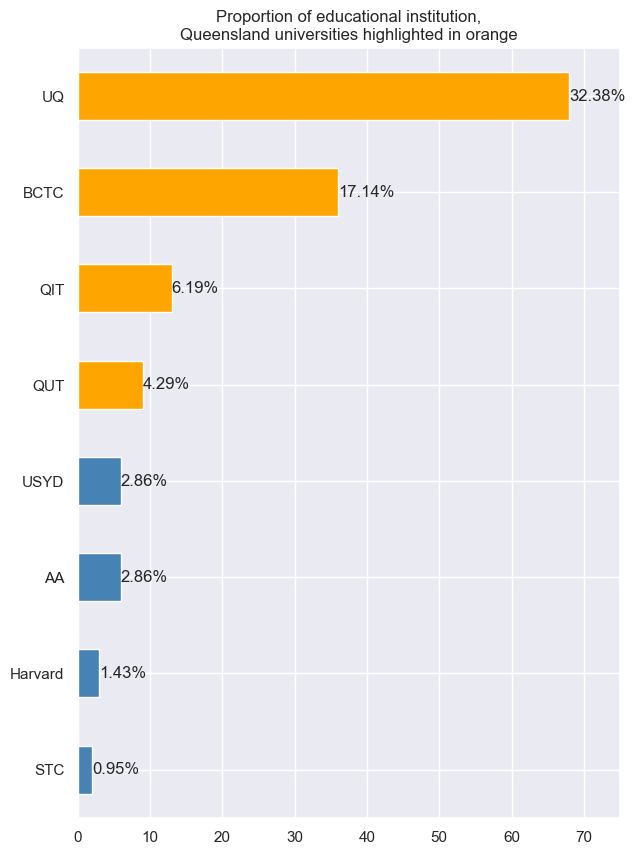 Proportion of educational institution,
Queensland universities highlighted in orange
UQ
32.38%
BCTC
17.14%
QIT
6.19%
QUT
4.29%
USYD
2.86%
AA
2.86%
Harvard
1.43%
STC
0.95%
0 10 20 30 40 50 60 70